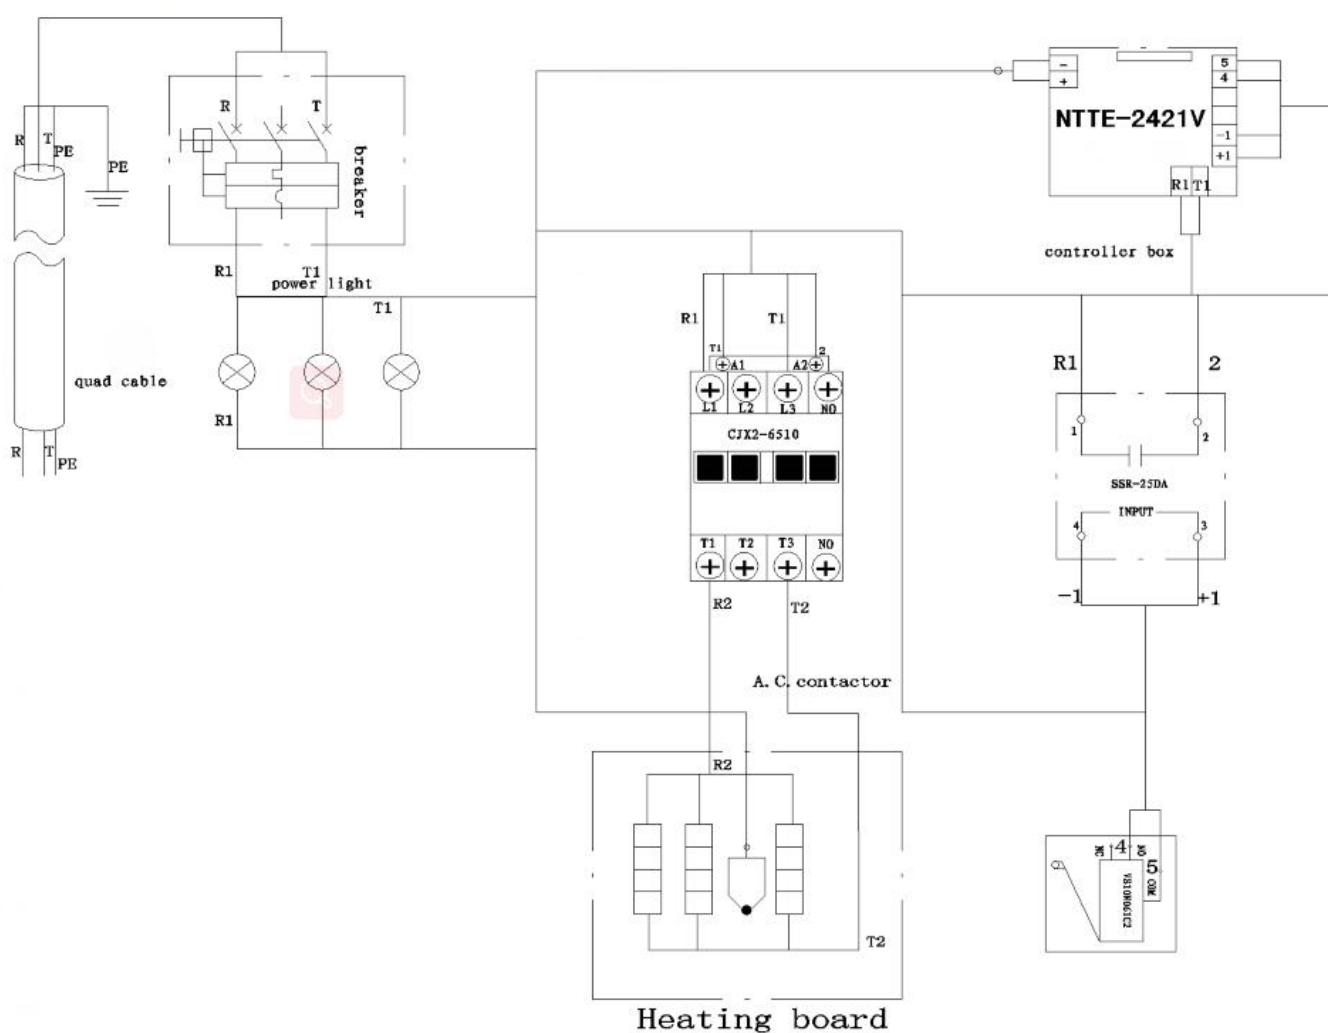 R
T
PE
PE
quad cable
R
T
PE
R
T
breaker
R1
T1
power light
T1
R1
-
+
5
4
NTTE-2421V
-1
+1
R1
T1
controller box
R1
T1
T1
2
A1
A2
L1
L2
L3
NO
CJX2-6510
T1
T2
T3
NO
R2
T2
A.C.contactor
R2
T2
Heating board
R1
2
1
2
SSR-25DA
INPUT
4
3
-1
+1
NC
4
NO
5
COM